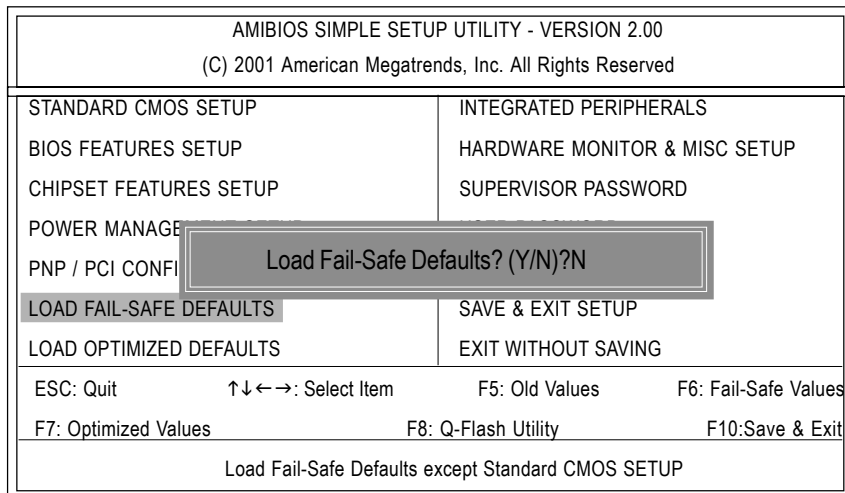 AMIBIOS SIMPLE SETUP UTILITY - VERSION 2.00
(C) 2001 American Megatrends, Inc. All Rights Reserved
STANDARD CMOS SETUP
BIOS FEATURES SETUP
CHIPSET FEATURES SETUP
POWER MANAGE
PNP / PCI CONFI
LOAD FAIL-SAFE DEFAULTS
LOAD OPTIMIZED DEFAULTS
INTEGRATED PERIPHERALS
HARDWARE MONITOR & MISC SETUP
SUPERVISOR PASSWORD
SAVE & EXIT SETUP
EXIT WITHOUT SAVING
Load Fail-Safe Defaults? (Y/N)?N
ESC: Quit ↑↓←→: Select Item F5: Old Values F6: Fail-Safe Values
F7: Optimized Values F8: Q-Flash Utility F10:Save & Exit
Load Fail-Safe Defaults except Standard CMOS SETUP